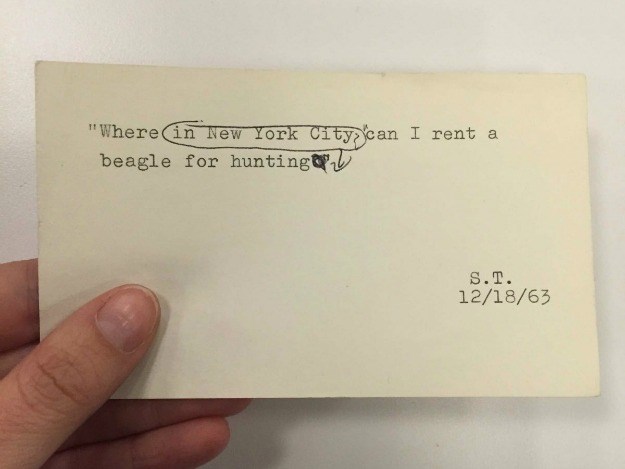 "Where in New York City, can I rent a
beagle for hunting
S.T.
12/18/63